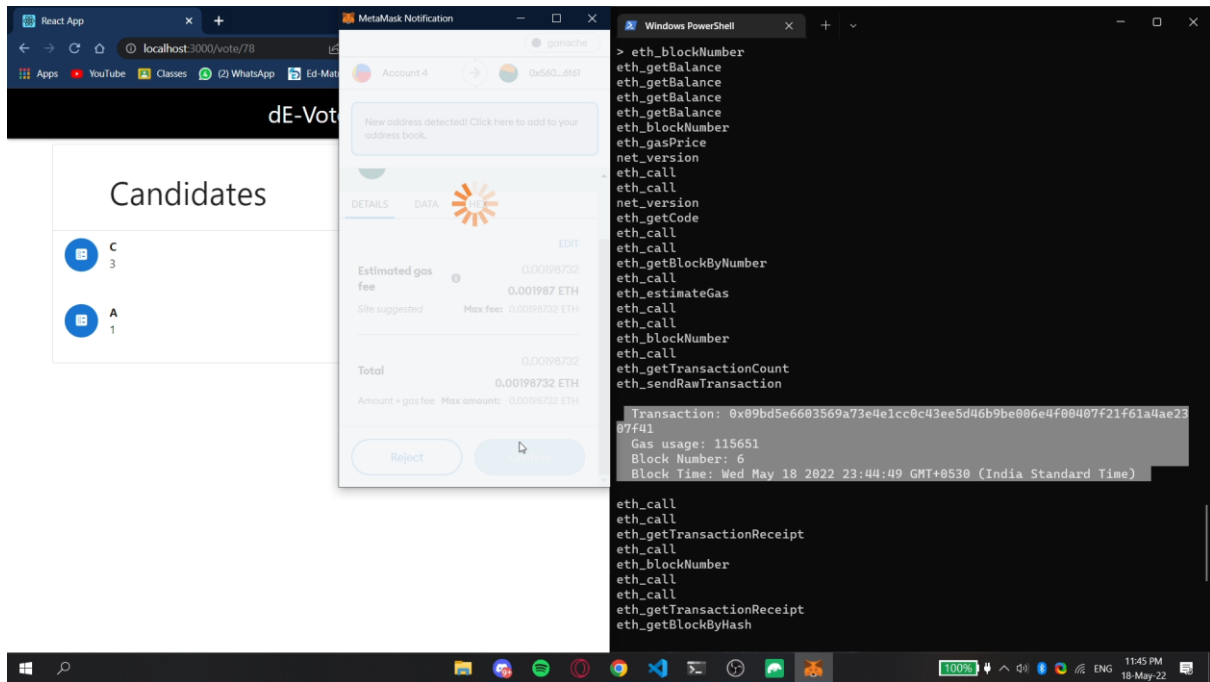 React App
localhost:3000/vote/78
Apps
YouTube
Classes
(2) WhatsApp
Ed-Mat
dE-Vot
Candidates
C
3
A
1
MetaMask Notification
ganache
Account 4
0x560...6f61
New address detected! Click here to add to your
address book.
DETAILS DATA HEX
EDIT
Estimated gas
fee
0.00198732
0.001987 ETH
Site suggested Max fee: 0.00198732 ETH
Total
0.00198732
0.00198732 ETH
Amount + gas fee Max amount: 0.00198732 ETH
Reject
Windows PowerShell
> eth_blockNumber
eth_getBalance
eth_getBalance
eth_getBalance
eth_getBalance
eth_blockNumber
eth_gasPrice
net_version
eth_call
eth_call
net_version
eth_getCode
eth_call
eth_call
eth_getBlockByNumber
eth_call
eth_estimateGas
eth_call
eth_call
eth_blockNumber
eth_call
eth_getTransactionCount
eth_sendRawTransaction
Transaction: 0x09bd5e6603569a73e4e1cc0c43ee5d46b9be006e4f00407f21f61a4ae23
07f41
Gas usage: 115651
Block Number: 6
Block Time: Wed May 18 2022 23:44:49 GMT+0530 (India Standard Time)
eth_call
eth_call
eth_getTransactionReceipt
eth_call
eth_blockNumber
eth_call
eth_call
eth_getTransactionReceipt
eth_getBlockByHash
100%
ENG
11:45 PM
18-May-22